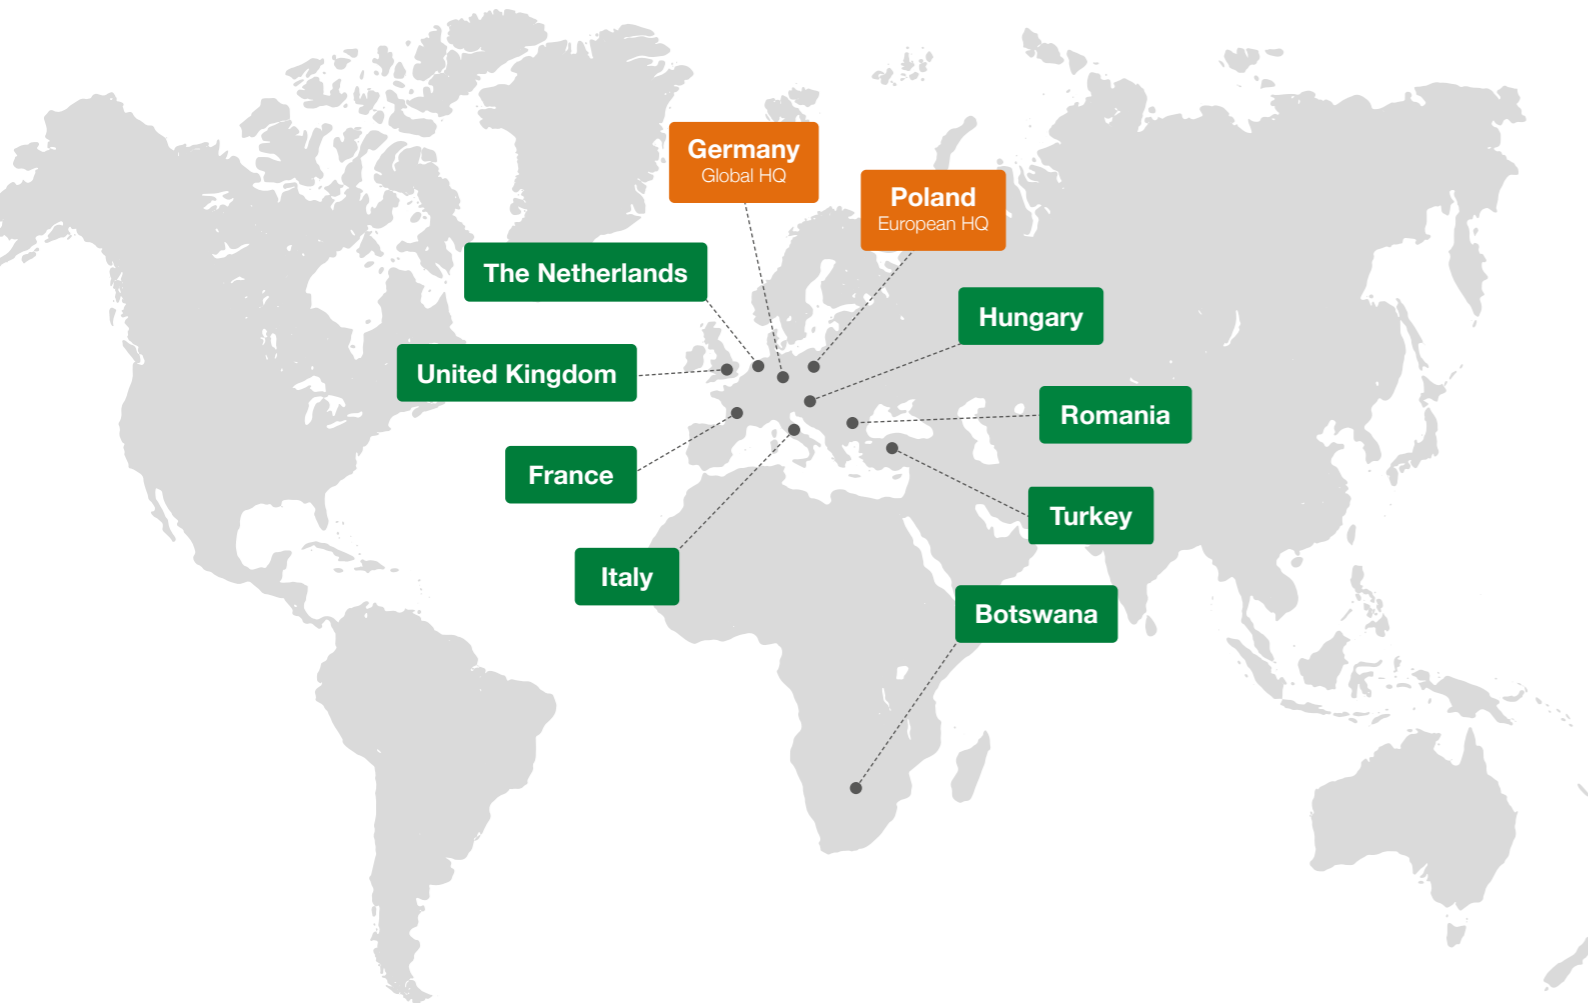 Germany
Global HQ
Poland
European HQ
The Netherlands
Hungary
United Kingdom
Romania
France
Turkey
Italy
Botswana